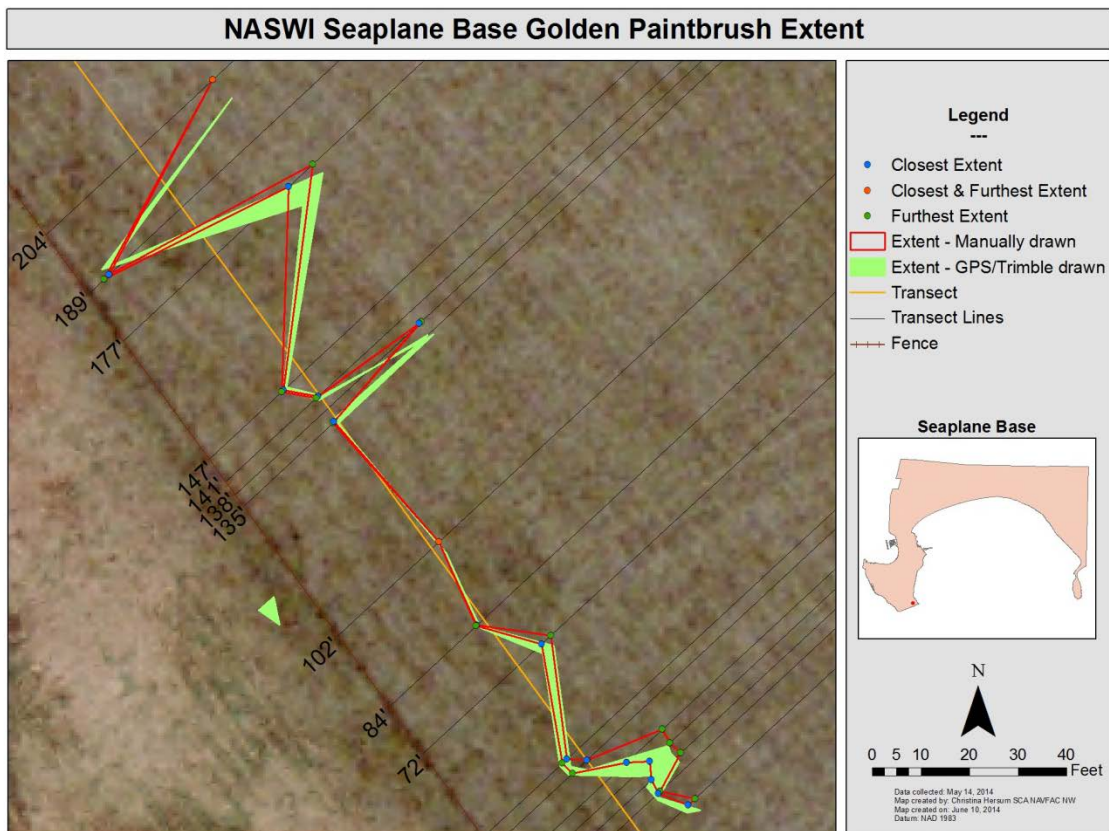 NASWI Seaplane Base Golden Paintbrush Extent
204'
189'
177'
147'
141'
138'
135'
102'
84'
72'
Legend
---
Closest Extent
Closest & Furthest Extent
Furthest Extent
Extent - Manually drawn
Extent - GPS/Trimble drawn
Transect
Transect Lines
Fence
Seaplane Base
N
0 5 10 20 30 40
Feet
Data collected: May 14, 2014
Map created by: Christina Hersum SCA NAVFAC NW
Map created on: June 10, 2014
Datum: NAD 1983